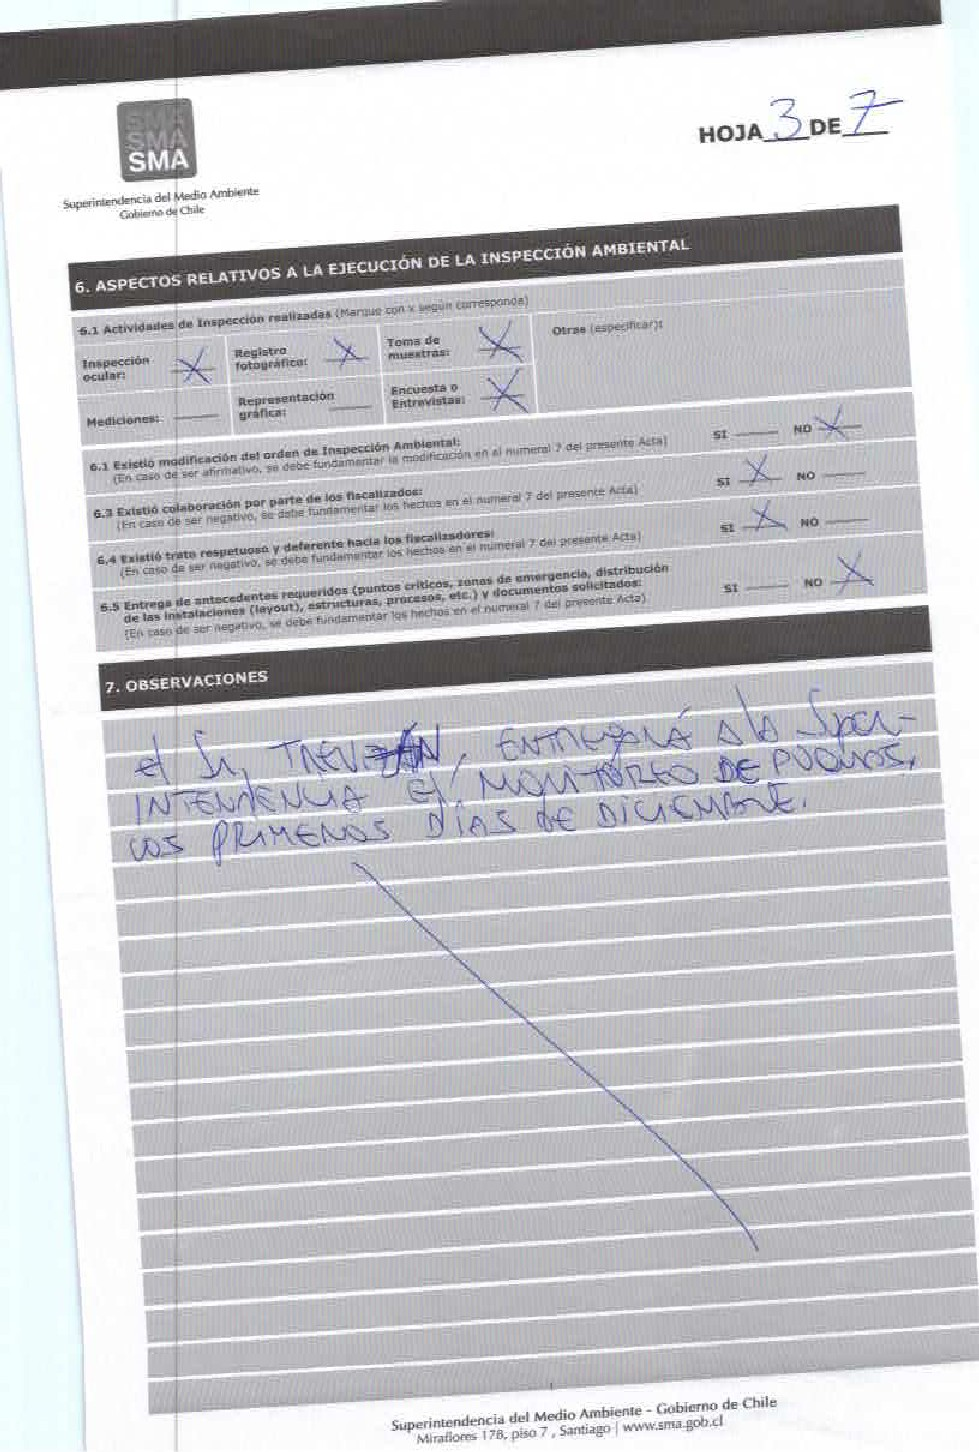 SMA
SMA
SMA
Superintendencia del Medio Ambiente
Gobierno de Chile
HOJA 3 DE 7
6. ASPECTOS RELATIVOS A LA EJECUCIÓN DE LA INSPECCIÓN AMBIENTAL
6.1 Actividades de Inspección realizadas (Marque con x según corresponda)
Inspección ocular: X
Registro fotográfico: X
Toma de muestras: X
Otras (especificar):
Mediciones: ____
Representación gráfica: ____
Encuesta o Entrevistas: X
6.1 Existió modificación del orden de Inspección Ambiental: SI ____ NO X
(En caso de ser afirmativo, se debe fundamentar la modificación en el numeral 7 del presente Acta)
6.3 Existió colaboración por parte de los fiscalizados: SI X NO ____
(En caso de ser negativo, se debe fundamentar los hechos en el numeral 7 del presente Acta)
6.4 Existió trato respetuoso y deferente hacia los fiscalizadores: SI X NO ____
(En caso de ser negativo, se debe fundamentar los hechos en el numeral 7 del presente Acta)
6.5 Entrega de antecedentes requeridos (puntos críticos, zonas de emergencia, distribución
de las instalaciones (layout), estructuras, procesos, etc.) y documentos solicitados: SI ____ NO X
(En caso de ser negativo, se debe fundamentar los hechos en el numeral 7 del presente Acta)
7. OBSERVACIONES
el Sr, ENTREGARÁ A la Super-
INTENDENCIA El MONITOREO DE
LOS PRIMEROS DÍAS DE DICIEMBRE.
Superintendencia del Medio Ambiente - Gobierno de Chile
Miraflores 178, piso 7, Santiago | www.sma.gob.cl